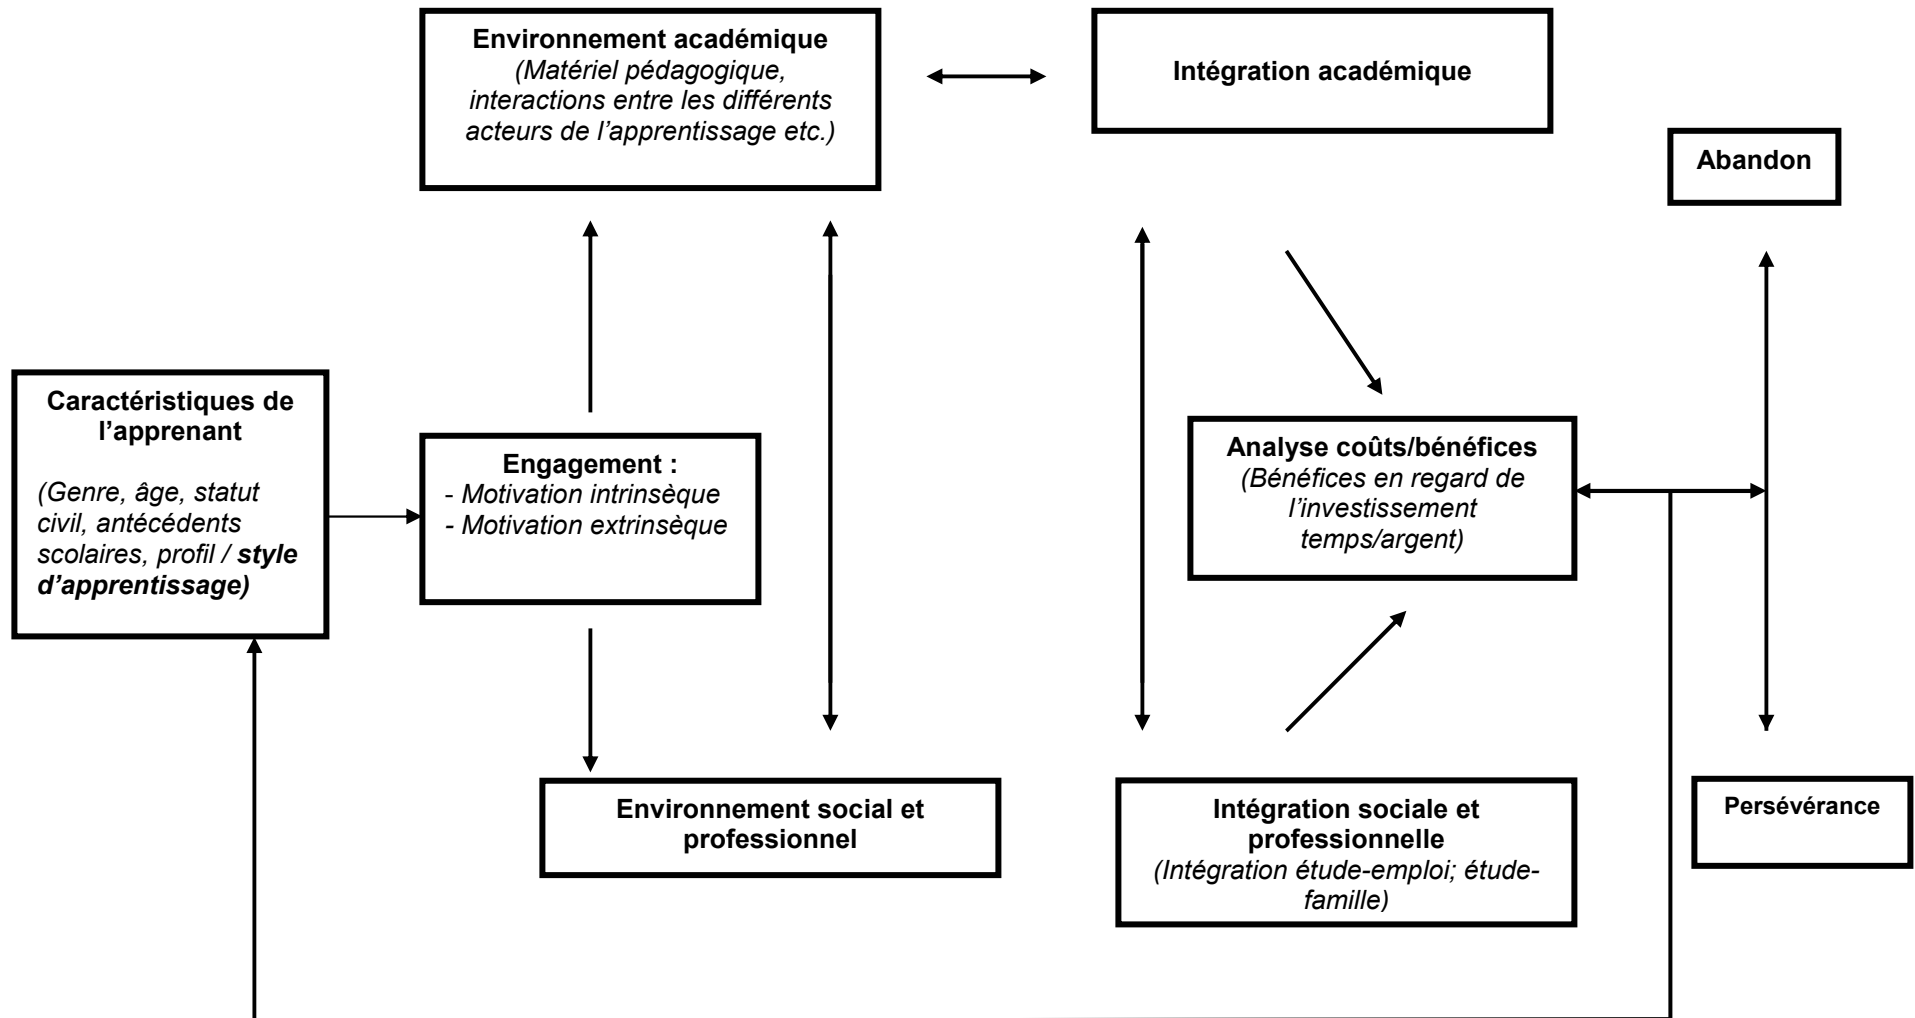 Environnement académique
(Matériel pédagogique,
interactions entre les différents
acteurs de l’apprentissage etc.)
Intégration académique
Abandon
Caractéristiques de
l’apprenant
(Genre, âge, statut
civil, antécédents
scolaires, profil / style
d’apprentissage)
Engagement :
- Motivation intrinsèque
- Motivation extrinsèque
Analyse coûts/bénéfices
(Bénéfices en regard de
l’investissement
temps/argent)
Environnement social et
professionnel
Intégration sociale et
professionnelle
(Intégration étude-emploi; étude-
famille)
Persévérance